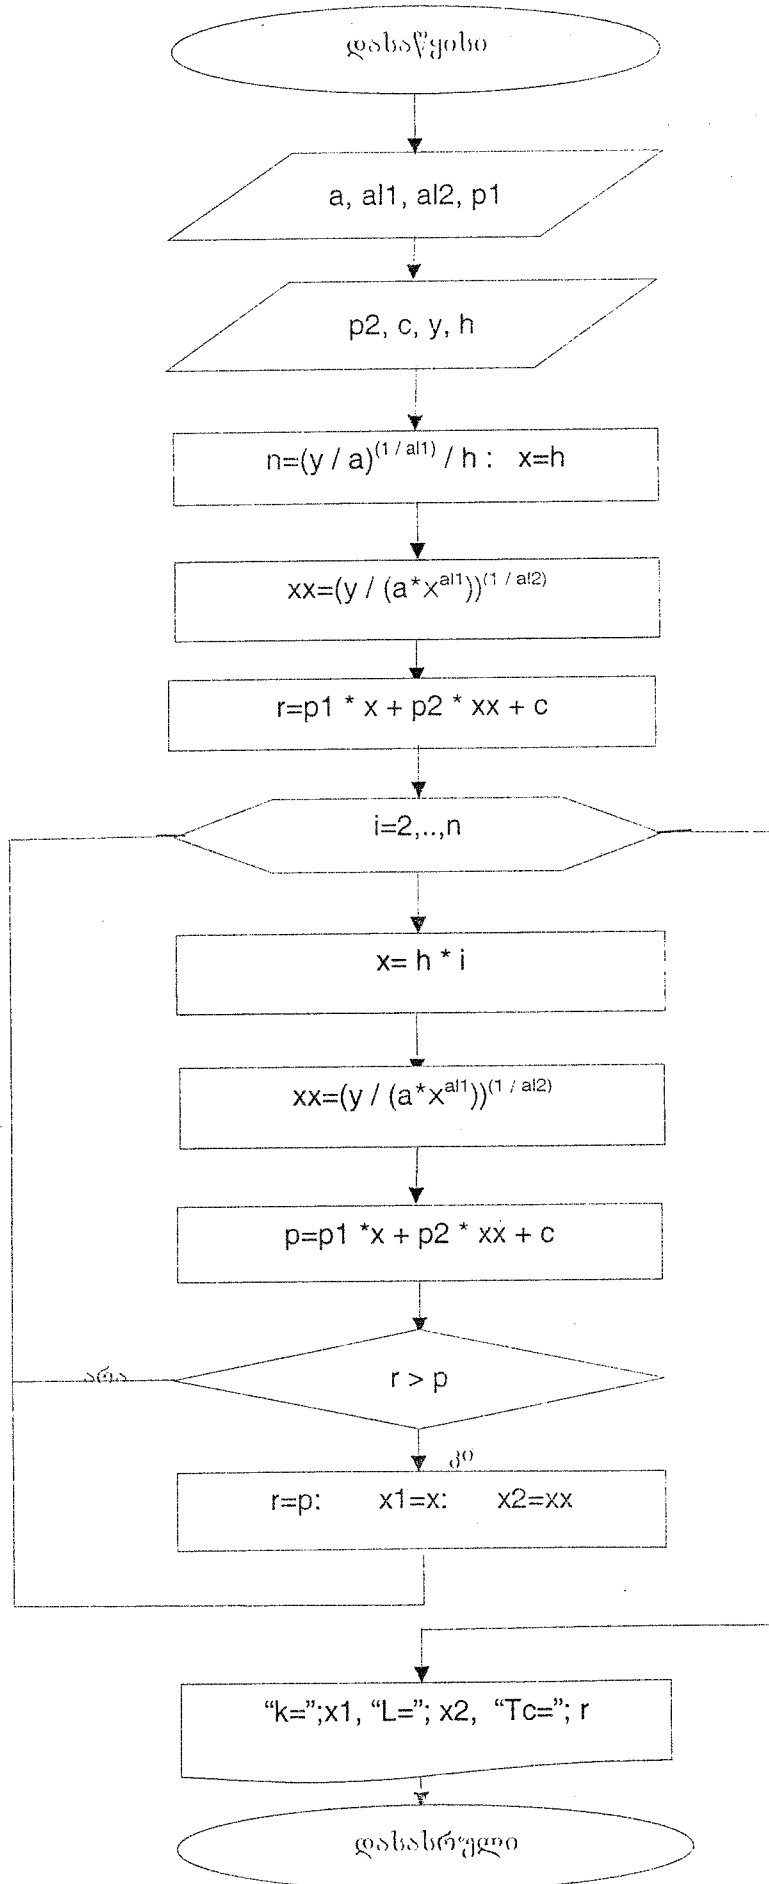 დასაწყისი
a, al1, al2, p1
p2, c, y, h
n=(y / a)^(1 / al1) / h : x=h
xx=(y / (a*x^al1))^(1 / al2)
r=p1 * x + p2 * xx + c
i=2,..,n
x= h * i
xx=(y / (a*x^al1))^(1 / al2)
p=p1 *x + p2 * xx + c
r > p
არა
კი
r=p: x1=x: x2=xx
“k=”;x1, “L=”; x2, “Tc=”; r
დასასრული